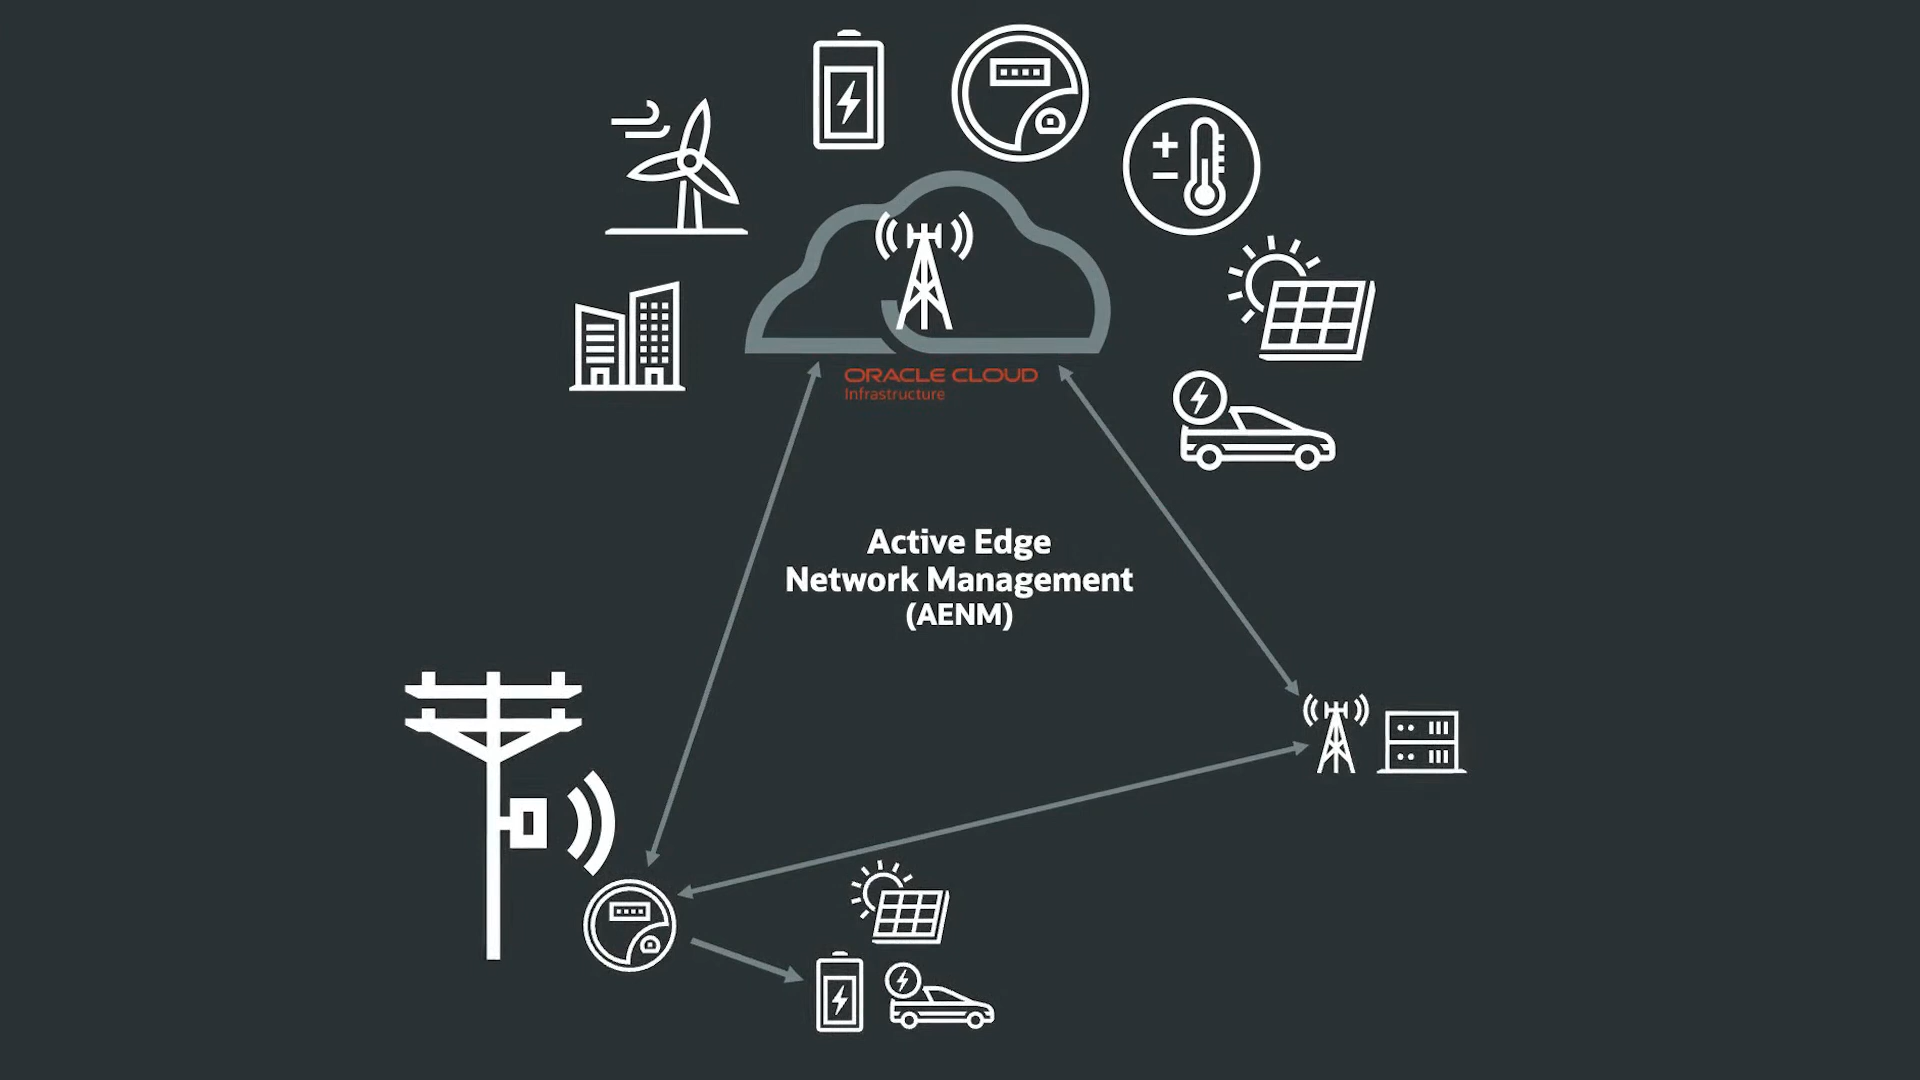 ORACLE CLOUD
Infrastructure
Active Edge
Network Management
(AENM)